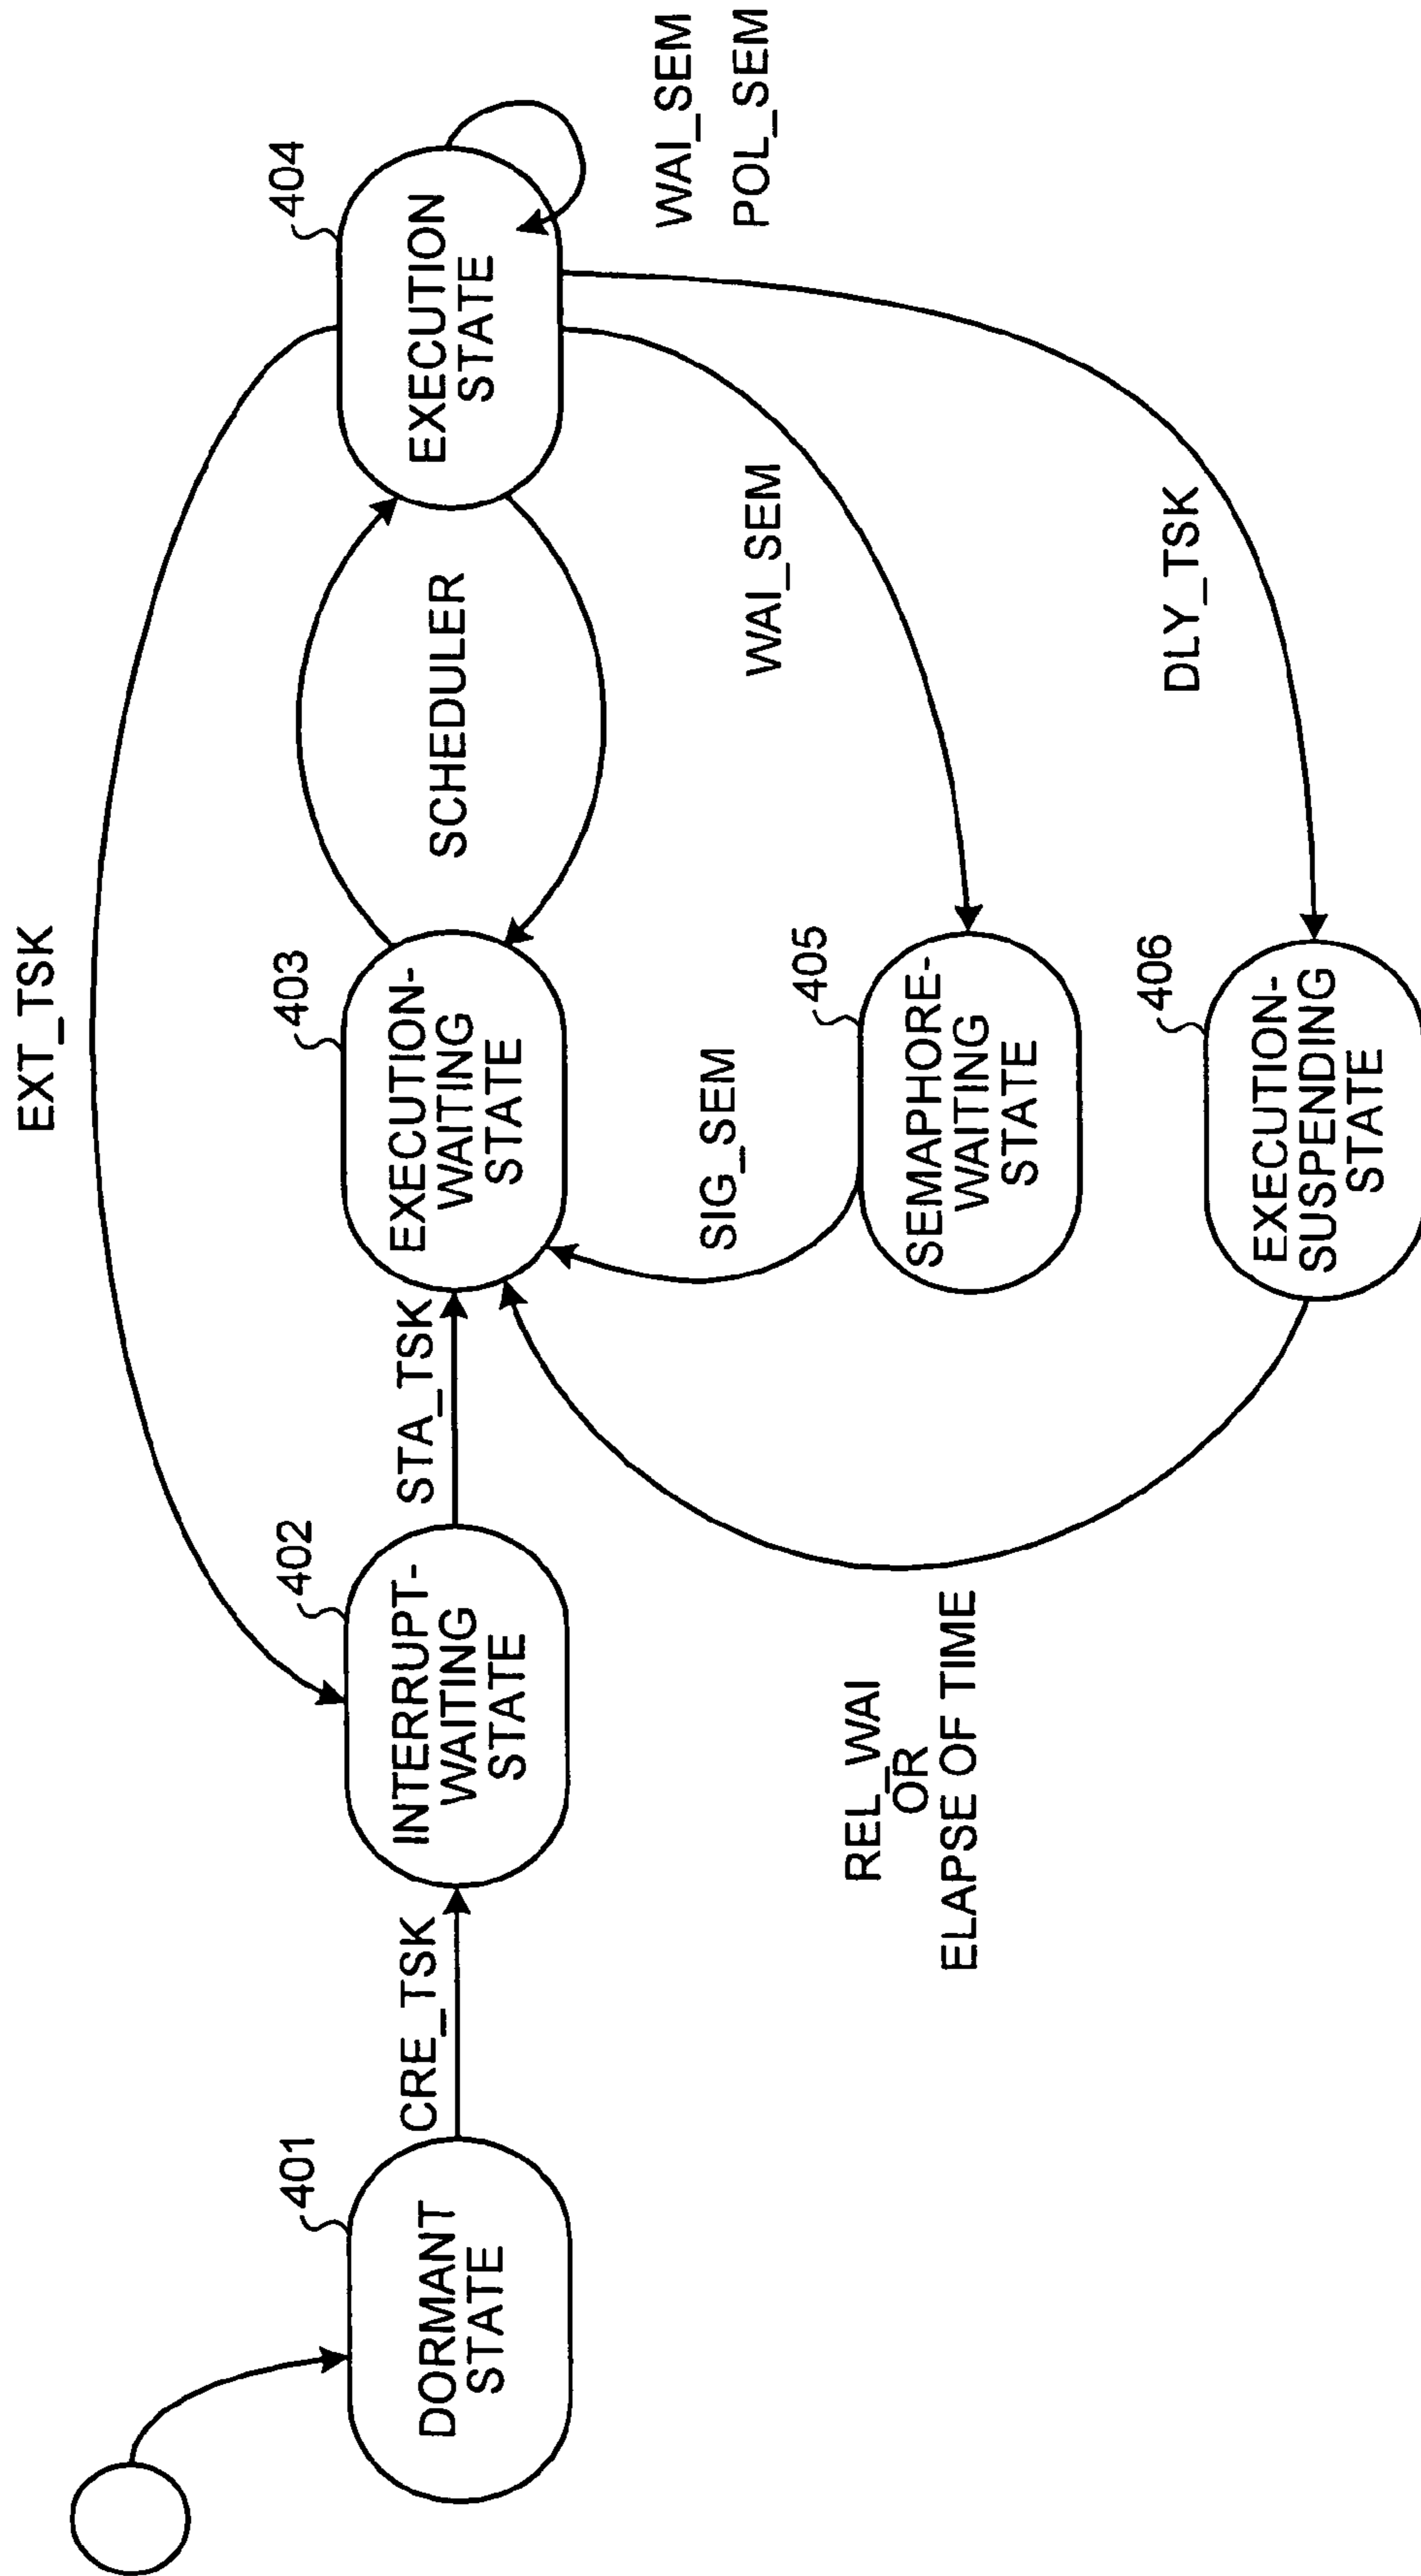 EXT_TSK
401
DORMANT
STATE
CRE_TSK
402
INTERRUPT-
WAITING
STATE
STA_TSK
403
EXECUTION-
WAITING
STATE
SCHEDULER
404
EXECUTION
STATE
WAI_SEM
POL_SEM
SIG_SEM
WAI_SEM
405
SEMAPHORE-
WAITING
STATE
REL_WAI
OR
ELAPSE OF TIME
DLY_TSK
406
EXECUTION-
SUSPENDING
STATE